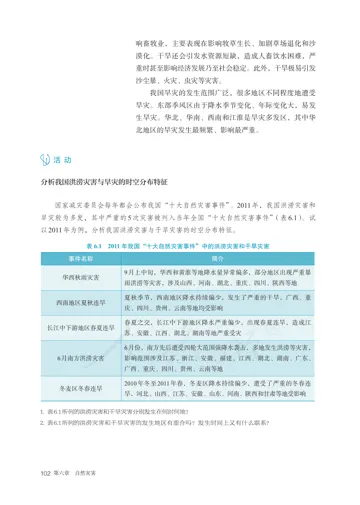 响畜牧业，主要表现在影响牧草生长、加剧草场退化和沙
漠化。干旱还会引发水资源短缺，造成人畜饮水困难，严
重时甚至影响经济发展乃至社会稳定。此外，干旱极易引发
沙尘暴、火灾、虫灾等灾害。
我国旱灾的发生范围广泛，很多地区不同程度地遭受
旱灾。东部季风区由于降水季节变化、年际变化大，易发
生旱灾。华北、华南、西南和江淮是旱灾多发区，其中华
北地区的旱灾发生最频繁、影响最严重。
活动
分析我国洪涝灾害与旱灾的时空分布特征
国家减灾委员会每年都会公布我国“十大自然灾害事件”。2011年，我国洪涝灾害和
旱灾较为多发，其中严重的5次灾害被列入当年全国“十大自然灾害事件”（表6.1）。试
以2011年为例，分析我国洪涝灾害与干旱灾害的时空分布特征。
表 6.1 2011 年我国“十大自然灾害事件”中的洪涝灾害和干旱灾害
事件名称 简介
华西秋雨灾害 9月上中旬，华西和黄淮等地降水量异常偏多，部分地区出现严重暴
雨洪涝等灾害，涉及山西、河南、湖北、重庆、四川、陕西等地
西南地区夏秋连旱 夏秋季节，西南地区降水持续偏少，发生了严重的干旱，广西、重
庆、四川、贵州、云南等地均受影响
长江中下游地区春夏连旱 春夏之交，长江中下游地区降水严重偏少，出现春夏连旱，造成江
苏、安徽、江西、湖北、湖南等地严重受灾
6月南方洪涝灾害 6月份，南方先后遭受四轮大范围强降水袭击，多地发生洪涝等灾害，
影响范围涉及江苏、浙江、安徽、福建、江西、湖北、湖南、广东、
广西、重庆、四川、贵州、云南等地
冬麦区冬春连旱 2010年冬至2011年春，冬麦区降水持续偏少，遭受了严重的冬春连
旱，河北、山西、江苏、安徽、山东、河南、陕西和甘肃等地受影响
1. 表6.1所列的洪涝灾害和干旱灾害分别发生在何时何地？
2. 表6.1所列的洪涝灾害和干旱灾害的发生地区有重合吗？发生时间上又有什么联系？
102 第六章 自然灾害